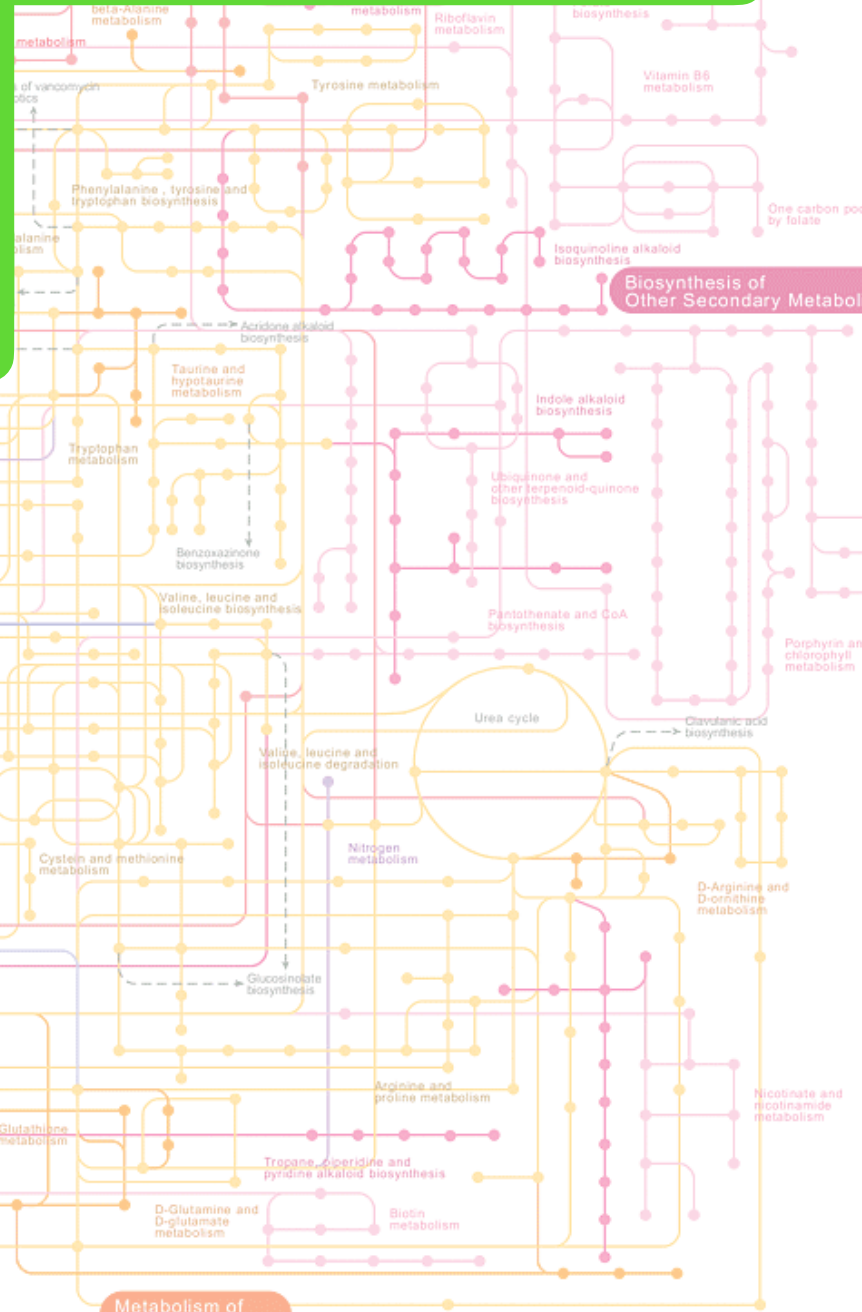 beta-Alanine
metabolism
metabolism
Riboflavin
metabolism
biosynthesis
metabolism
Tyrosine metabolism
Vitamin B6
metabolism
s of vancomycin
otics
Phenylalanine , tyrosine and
tryptophan biosynthesis
One carbon poo
by folate
alanine
olism
Isoquinoline alkaloid
biosynthesis
Biosynthesis of
Other Secondary Metabol
Acridone alkaloid
biosynthesis
Taurine and
hypotaurine
metabolism
Indole alkaloid
biosynthesis
Tryptophan
metabolism
Ubiquinone and
other terpenoid-quinone
biosynthesis
Benzoxazinone
biosynthesis
Valine, leucine and
isoleucine biosynthesis
Pantothenate and CoA
biosynthesis
Porphyrin an
chlorophyll
metabolism
Urea cycle
Clavulanic acid
biosynthesis
Valine, leucine and
isoleucine degradation
Nitrogen
metabolism
Cystein and methionine
metabolism
D-Arginine and
D-ornithine
metabolism
Glucosinolate
biosynthesis
Arginine and
proline metabolism
Nicotinate and
nicotinamide
metabolism
Glutathione
metabolism
Tropane, piperidine and
pyridine alkaloid biosynthesis
D-Glutamine and
D-glutamate
metabolism
Biotin
metabolism
Metabolism of